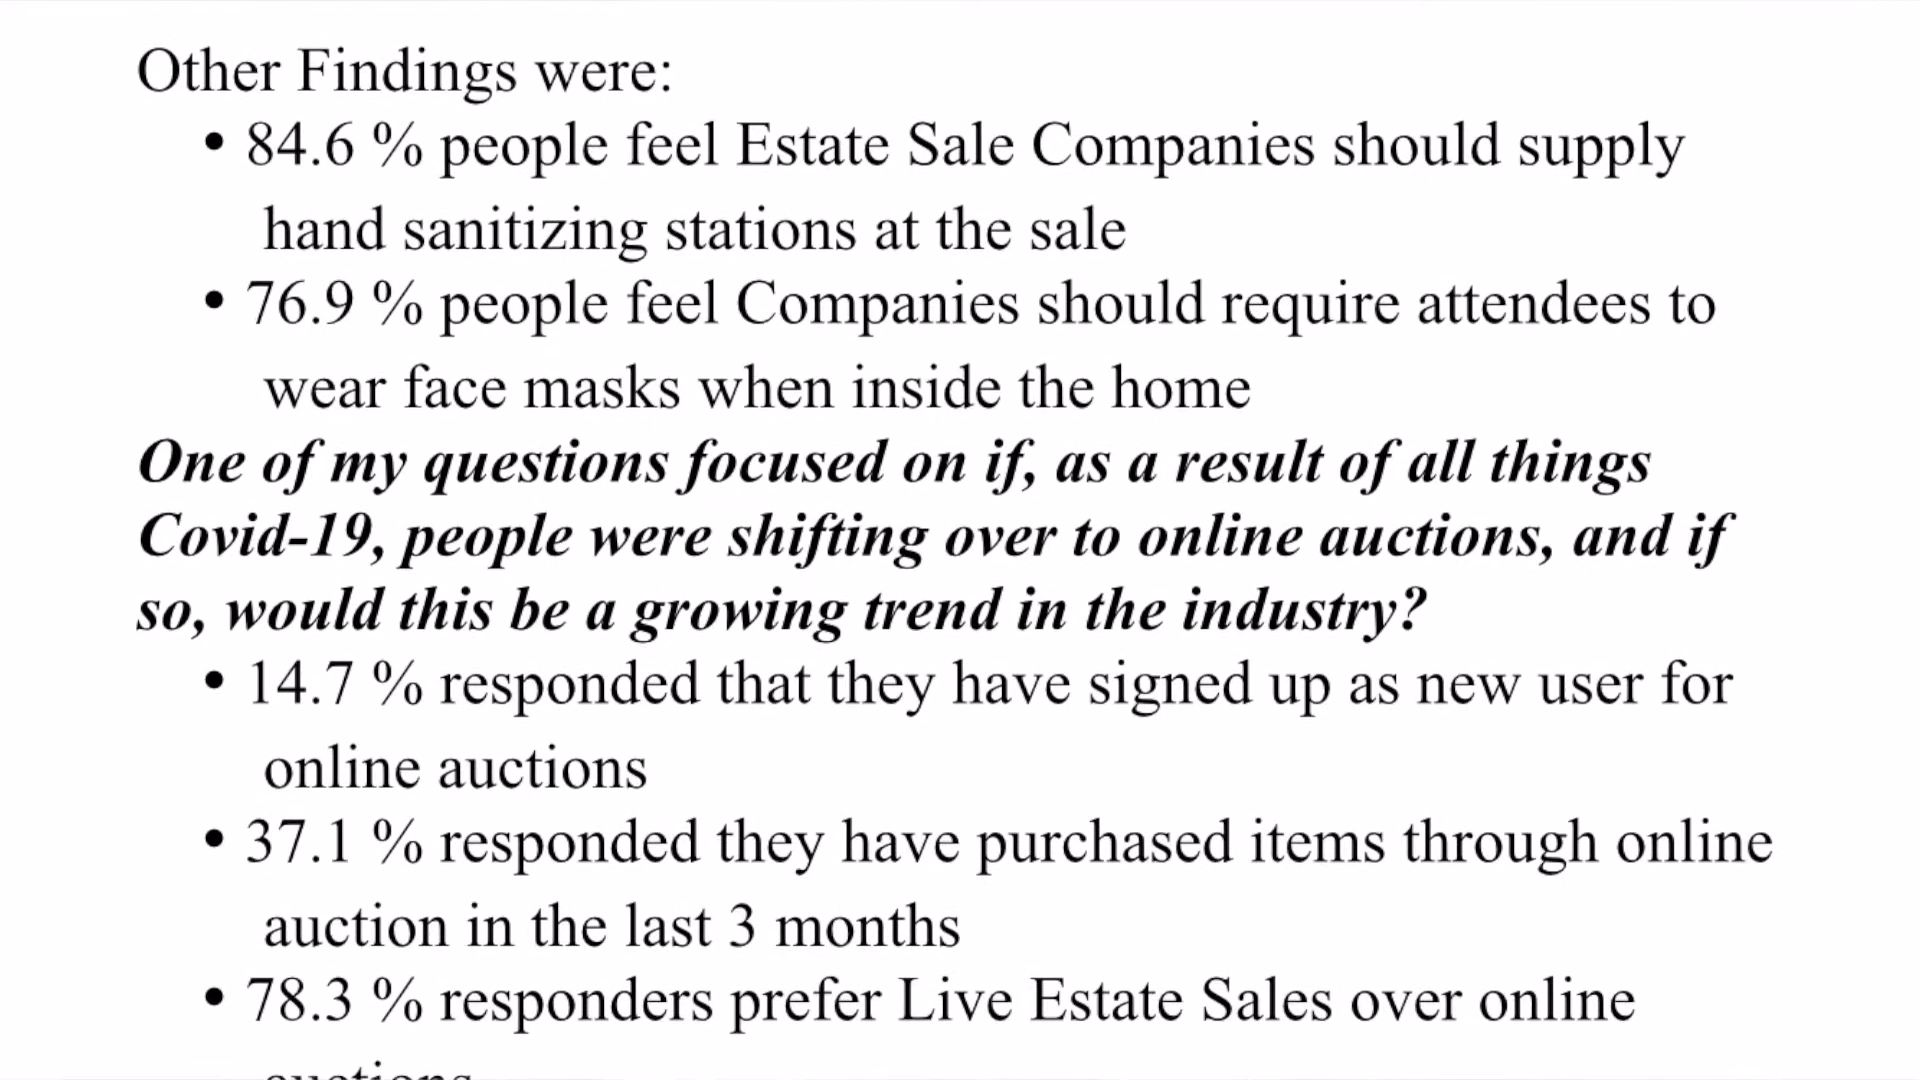 Other Findings were:
• 84.6 % people feel Estate Sale Companies should supply
hand sanitizing stations at the sale
• 76.9 % people feel Companies should require attendees to
wear face masks when inside the home
One of my questions focused on if, as a result of all things
Covid-19, people were shifting over to online auctions, and if
so, would this be a growing trend in the industry?
• 14.7 % responded that they have signed up as new user for
online auctions
• 37.1 % responded they have purchased items through online
auction in the last 3 months
• 78.3 % responders prefer Live Estate Sales over online
auctions